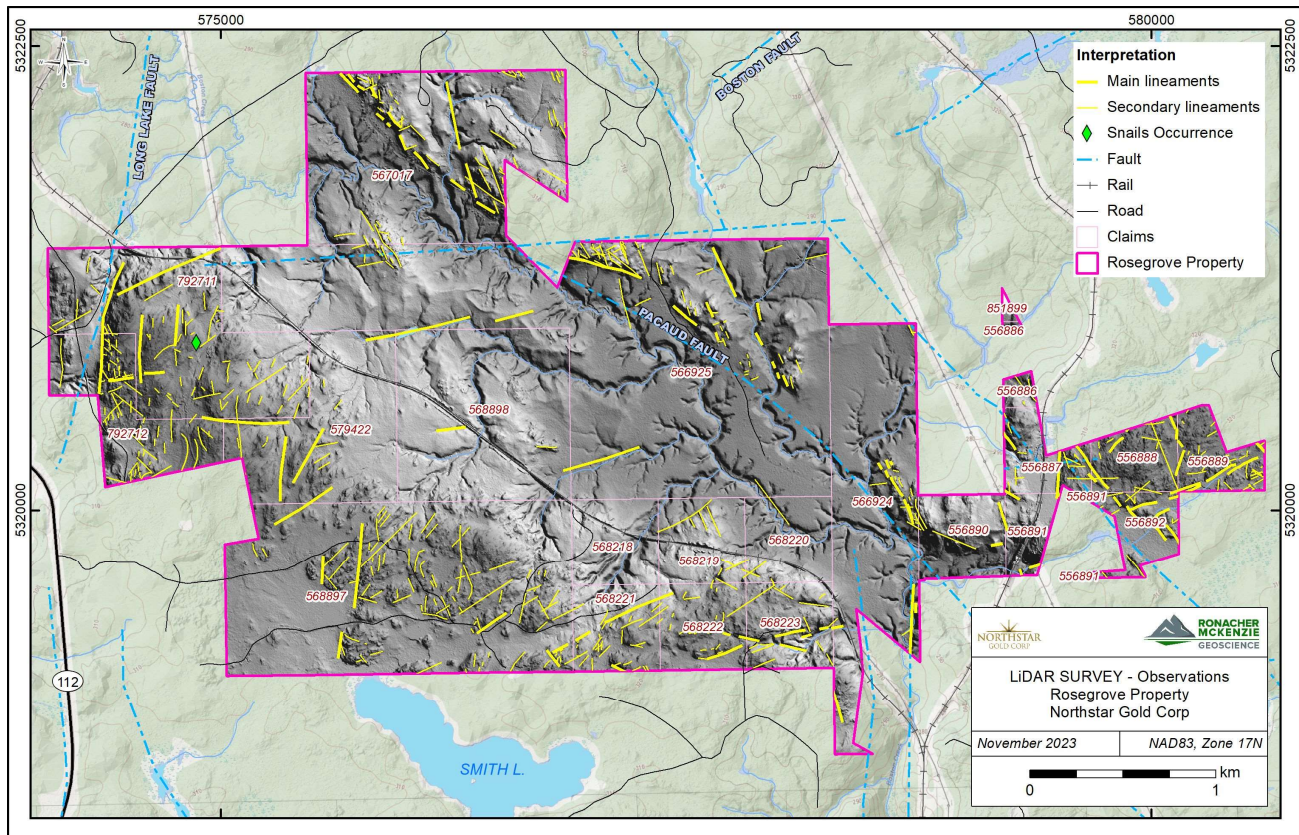 575000
580000
5322500
5322500
LONG LAKE FAULT
BOSTON FAULT
Interpretation
Main lineaments
Secondary lineaments
Snails Occurrence
Fault
Rail
Road
Claims
Rosegrove Property
567017
792711
851899
556886
PACAUD FAULT
566925
556886
568898
792712
579422
556887
556888
556889
5320000
5320000
566924
556891
556890
556891
556892
568218
568220
568219
556891
568897
568221
568222
568223
112
SMITH L.
NORTHSTAR
GOLD CORP
RONACHER
MCKENZIE
GEOSCIENCE
LiDAR SURVEY - Observations
Rosegrove Property
Northstar Gold Corp
November 2023
NAD83, Zone 17N
km
0
1